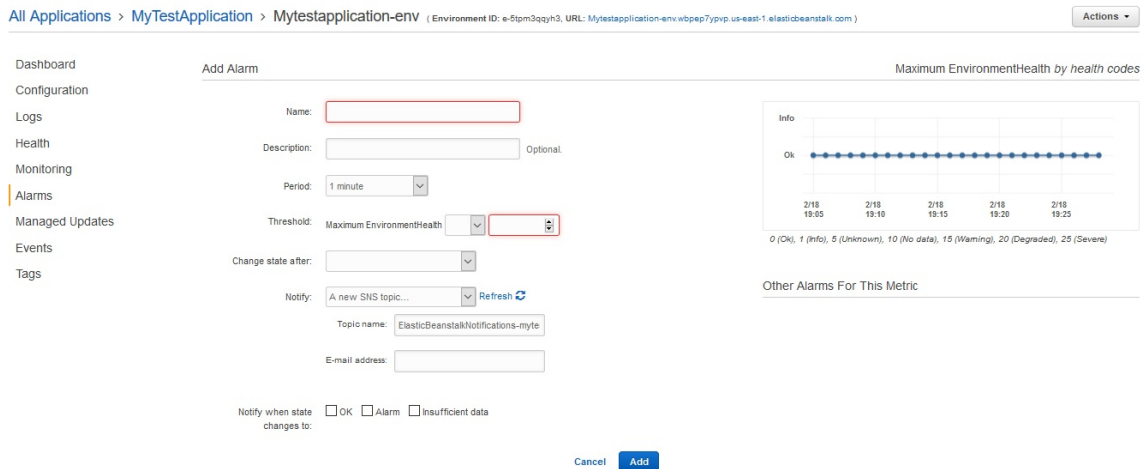 All Applications > MyTestApplication > Mytestapplication-env ( Environment ID: e-5tpm3qqyh3, URL: Mytestapplication-env.wbpep7ypvp.us-east-1.elasticbeanstalk.com )
Actions
Dashboard
Configuration
Logs
Health
Monitoring
Alarms
Managed Updates
Events
Tags
Add Alarm
Name:
Description:
Optional.
Period: 1 minute
Threshold: Maximum EnvironmentHealth
Change state after:
Notify: A new SNS topic... Refresh
Topic name: ElasticBeanstalkNotifications-myte
E-mail address:
Notify when state changes to: OK Alarm Insufficient data
Cancel Add
Maximum EnvironmentHealth by health codes
Info
Ok
2/18 19:05 2/18 19:10 2/18 19:15 2/18 19:20 2/18 19:25
0 (Ok), 1 (Info), 5 (Unknown), 10 (No data), 15 (Warning), 20 (Degraded), 25 (Severe)
Other Alarms For This Metric